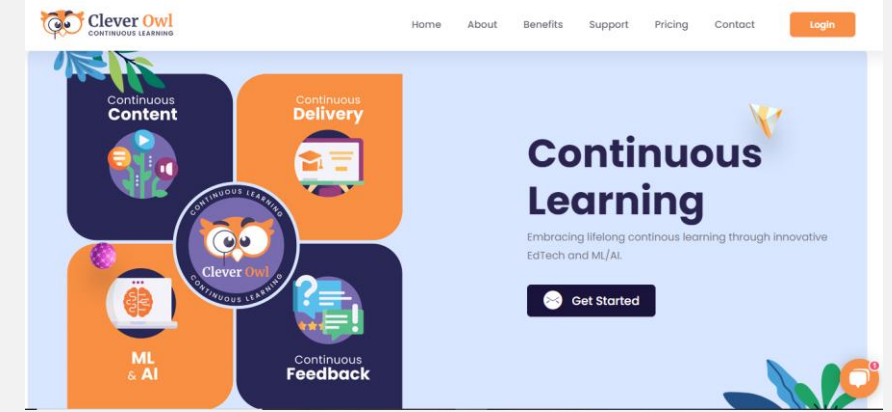 Clever Owl
CONTINUOUS LEARNING
Home About Benefits Support Pricing Contact Login
Continuous
Content
Continuous
Delivery
Continuous
Learning
Embracing lifelong continous learning through innovative
EdTech and ML/AI.
Get Started
CONTINUOUS LEARNING
Clever Owl
CONTINUOUS LEARNING
ML
& AI
Continuous
Feedback
1